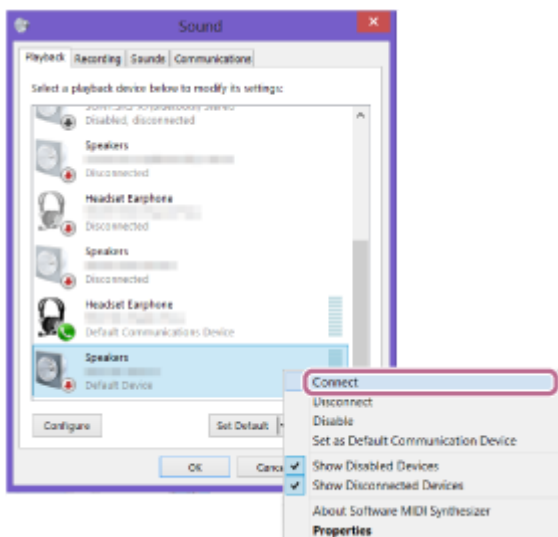 Sound
Playback Recording Sounds Communications
Select a playback device below to modify its settings:
Disabled, disconnected
Speakers
Disconnected
Headset Earphone
Disconnected
Speakers
Disconnected
Headset Earphone
Default Communications Device
Speakers
Default Device
Configure
Set Default
OK
Connect
Disconnect
Disable
Set as Default Communication Device
Show Disabled Devices
Show Disconnected Devices
About Software MIDI Synthesizer
Properties